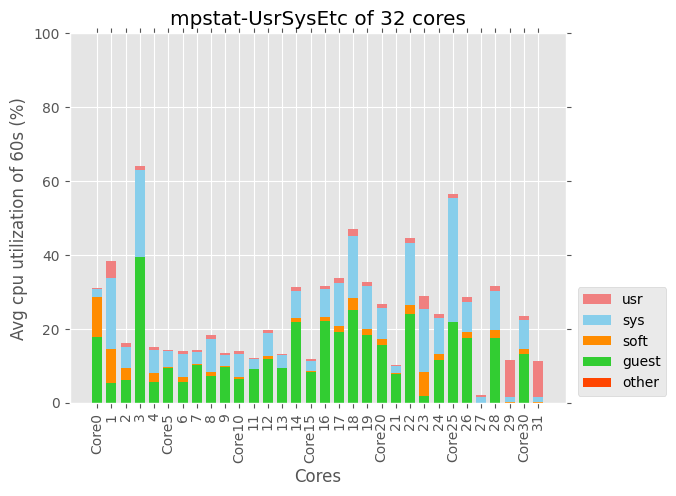 mpstat-UsrSysEtc of 32 cores
100
80
60
40
20
0
Avg cpu utilization of 60s (%)
Core0
1
2
3
4
Core5
6
7
8
9
Core10
11
12
13
14
Core15
16
17
18
19
Core20
21
22
23
24
Core25
26
27
28
29
Core30
31
Cores
usr
sys
soft
guest
other